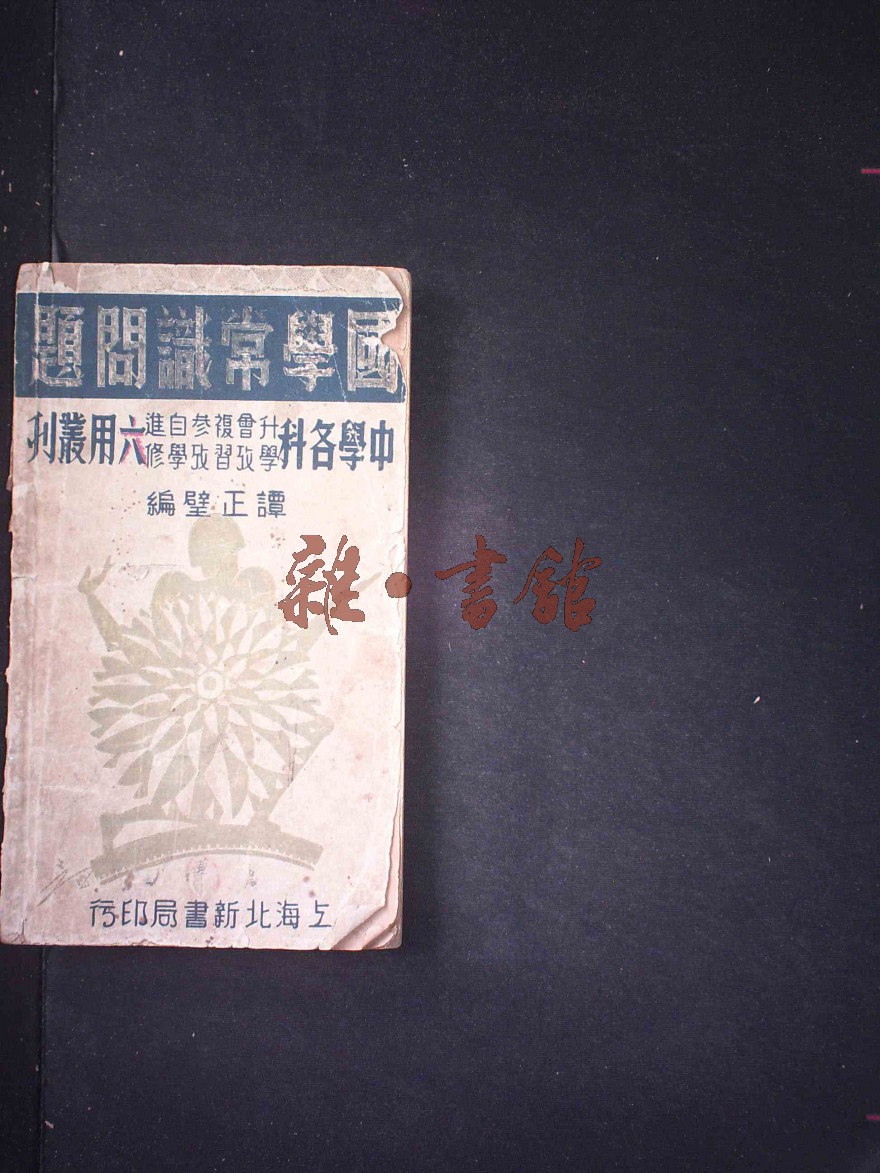 國學常識問題
中學各科升學會攷複習參攷自學進修六用叢刊
譚正璧編
雜·書館
上海北新書局印行